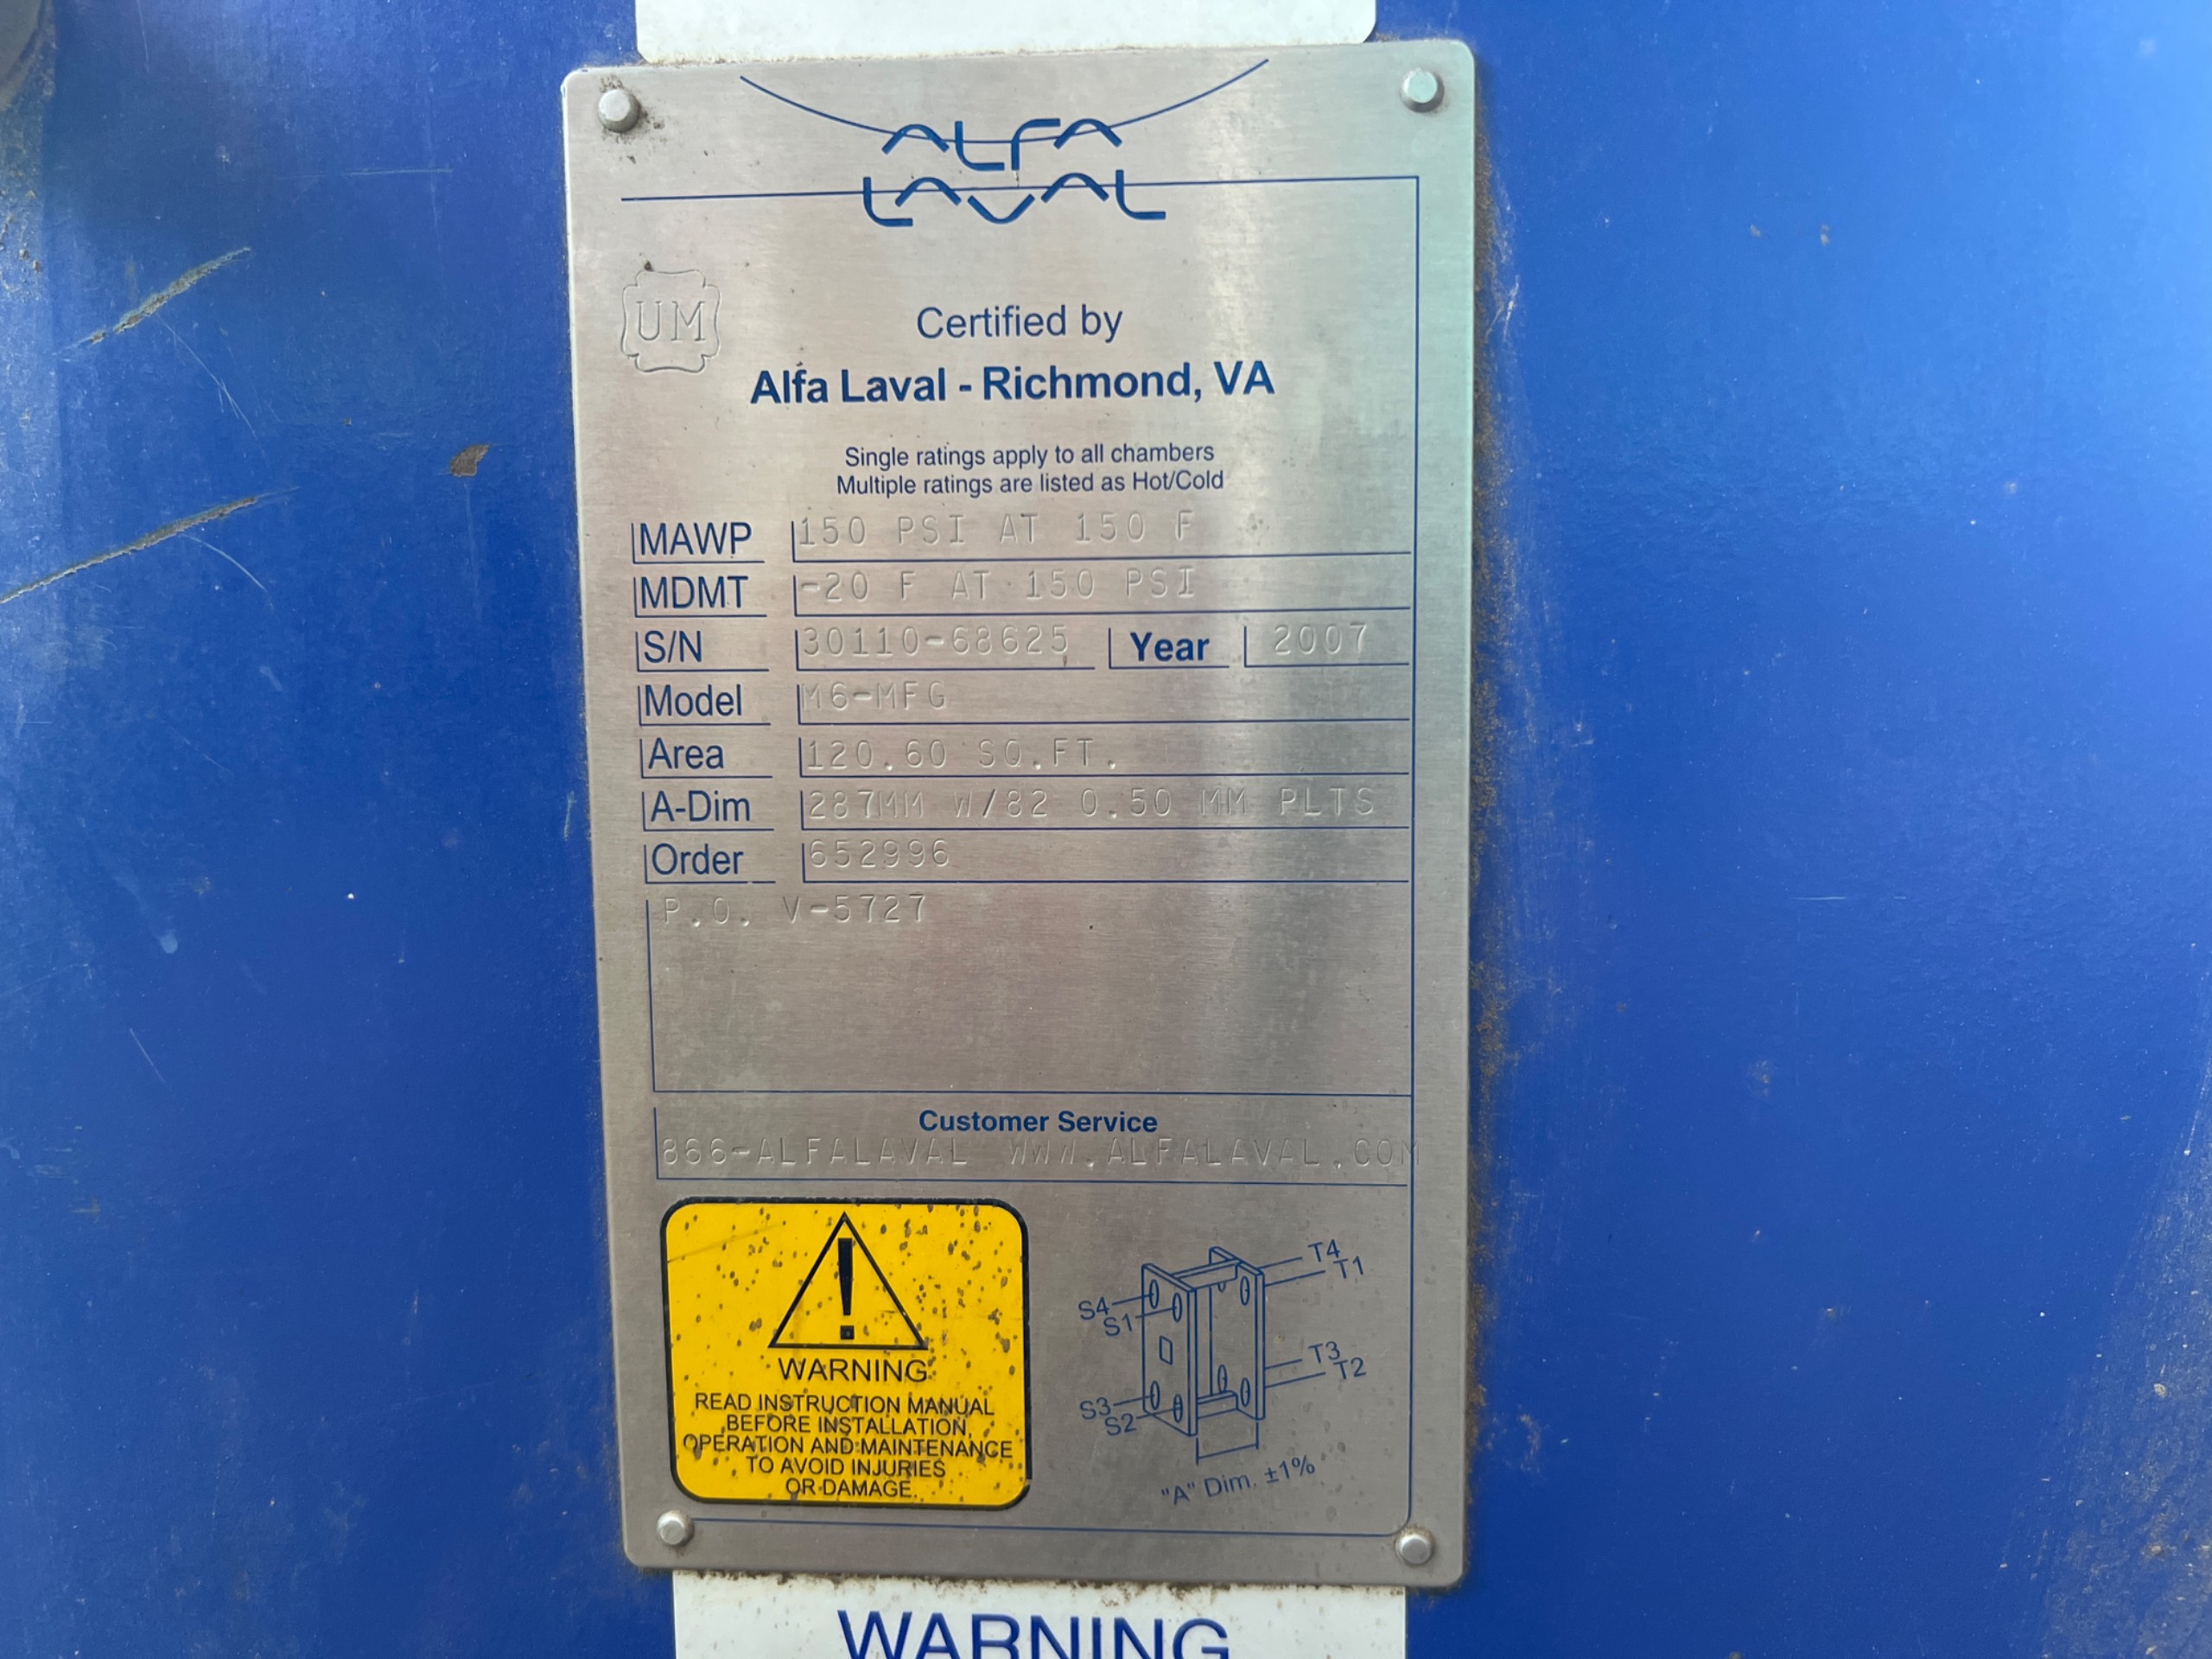 ALFA
LAVAL
UM
Certified by
Alfa Laval - Richmond, VA
Single ratings apply to all chambers
Multiple ratings are listed as Hot/Cold
MAWP 150 PSI AT 150 F
MDMT -20 F AT 150 PSI
S/N 30110-68625 Year 2007
Model M6-MFG
Area 120.60 SQ.FT.
A-Dim 287MM W/82 0.50 MM PLTS
Order 652996
P.O. V-5727
Customer Service
866-ALFALAVAL WWW.ALFALAVAL.COM
!
WARNING
READ INSTRUCTION MANUAL
BEFORE INSTALLATION,
OPERATION AND MAINTENANCE
TO AVOID INJURIES
OR DAMAGE.
T4
T1
S4
S1
T3
T2
S3
S2
"A" Dim. ±1%
WARNING